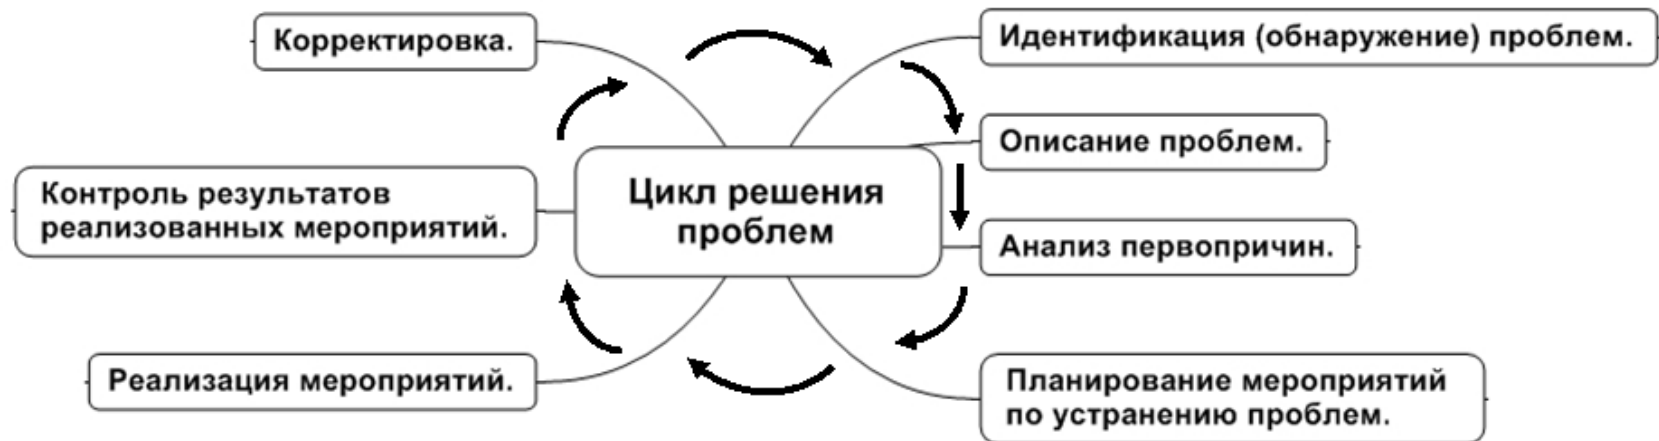 Корректировка.
Идентификация (обнаружение) проблем.
Описание проблем.
Контроль результатов
реализованных мероприятий.
Цикл решения
проблем
Анализ первопричин.
Реализация мероприятий.
Планирование мероприятий
по устранению проблем.